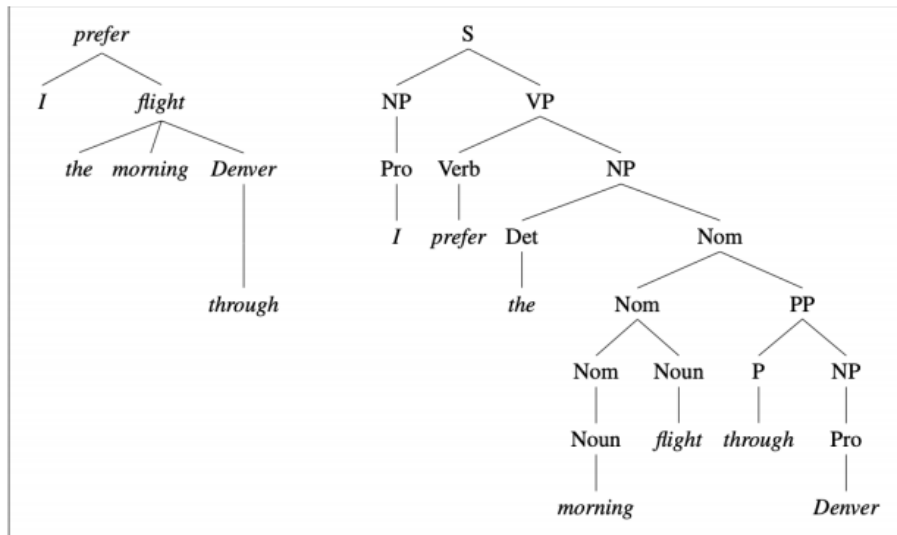 prefer S
I flight NP VP
the morning Denver Pro Verb NP
I prefer Det Nom
through the Nom PP
Nom Noun P NP
Noun flight through Pro
morning Denver